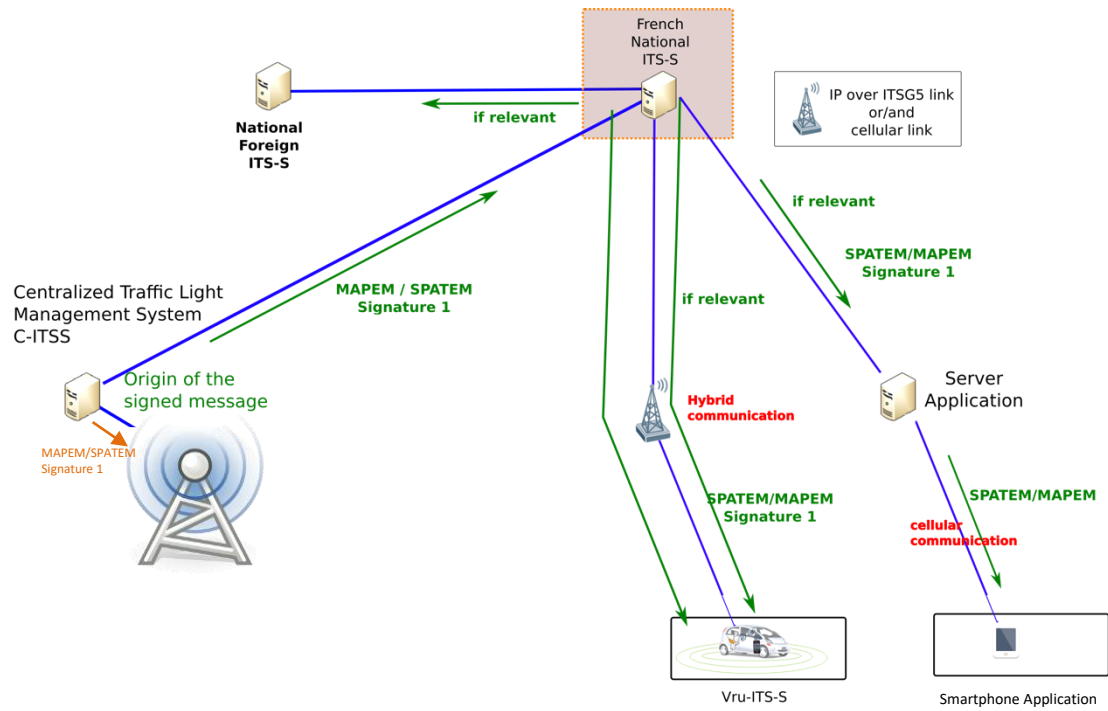 French
National
ITS-S
IP over ITSG5 link
or/and
cellular link
if relevant
National
Foreign
ITS-S
if relevant
SPATEM/MAPEM
Signature 1
MAPEM / SPATEM
Signature 1
if relevant
Centralized Traffic Light
Management System
C-ITSS
Origin of the
signed message
Server
Application
Hybrid
communication
MAPEM/SPATEM
Signature 1
SPATEM/MAPEM
Signature 1
SPATEM/MAPEM
cellular
communication
Vru-ITS-S
Smartphone Application